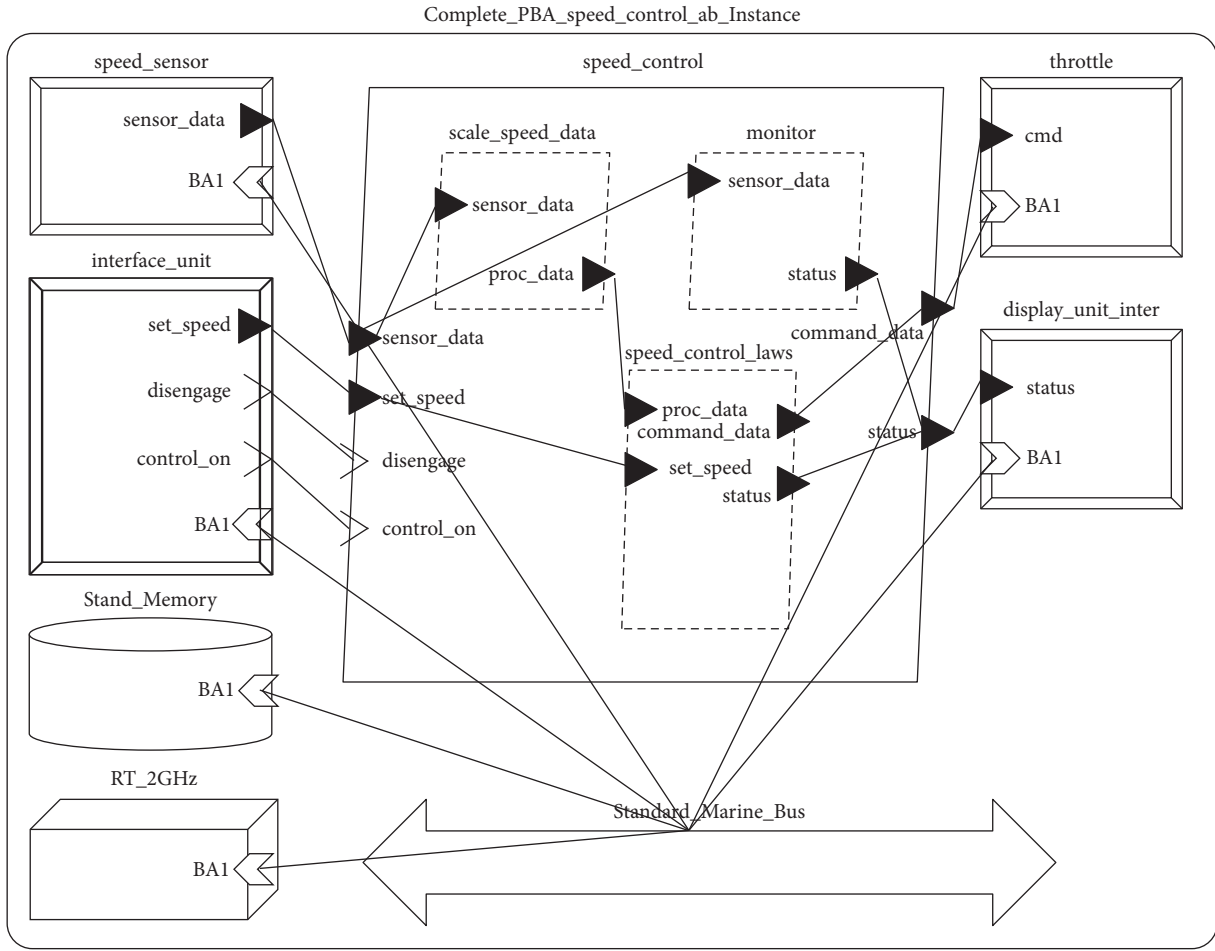 Complete_PBA_speed_control_ab_Instance
speed_sensor
sensor_data
BA1
interface_unit
set_speed
disengage
control_on
BA1
Stand_Memory
BA1
RT_2GHz
BA1
speed_control
sensor_data
set_speed
disengage
control_on
scale_speed_data
sensor_data
proc_data
monitor
sensor_data
status
speed_control_laws
proc_data
command_data
set_speed
status
command_data
status
throttle
cmd
BA1
display_unit_inter
status
BA1
Standard_Marine_Bus